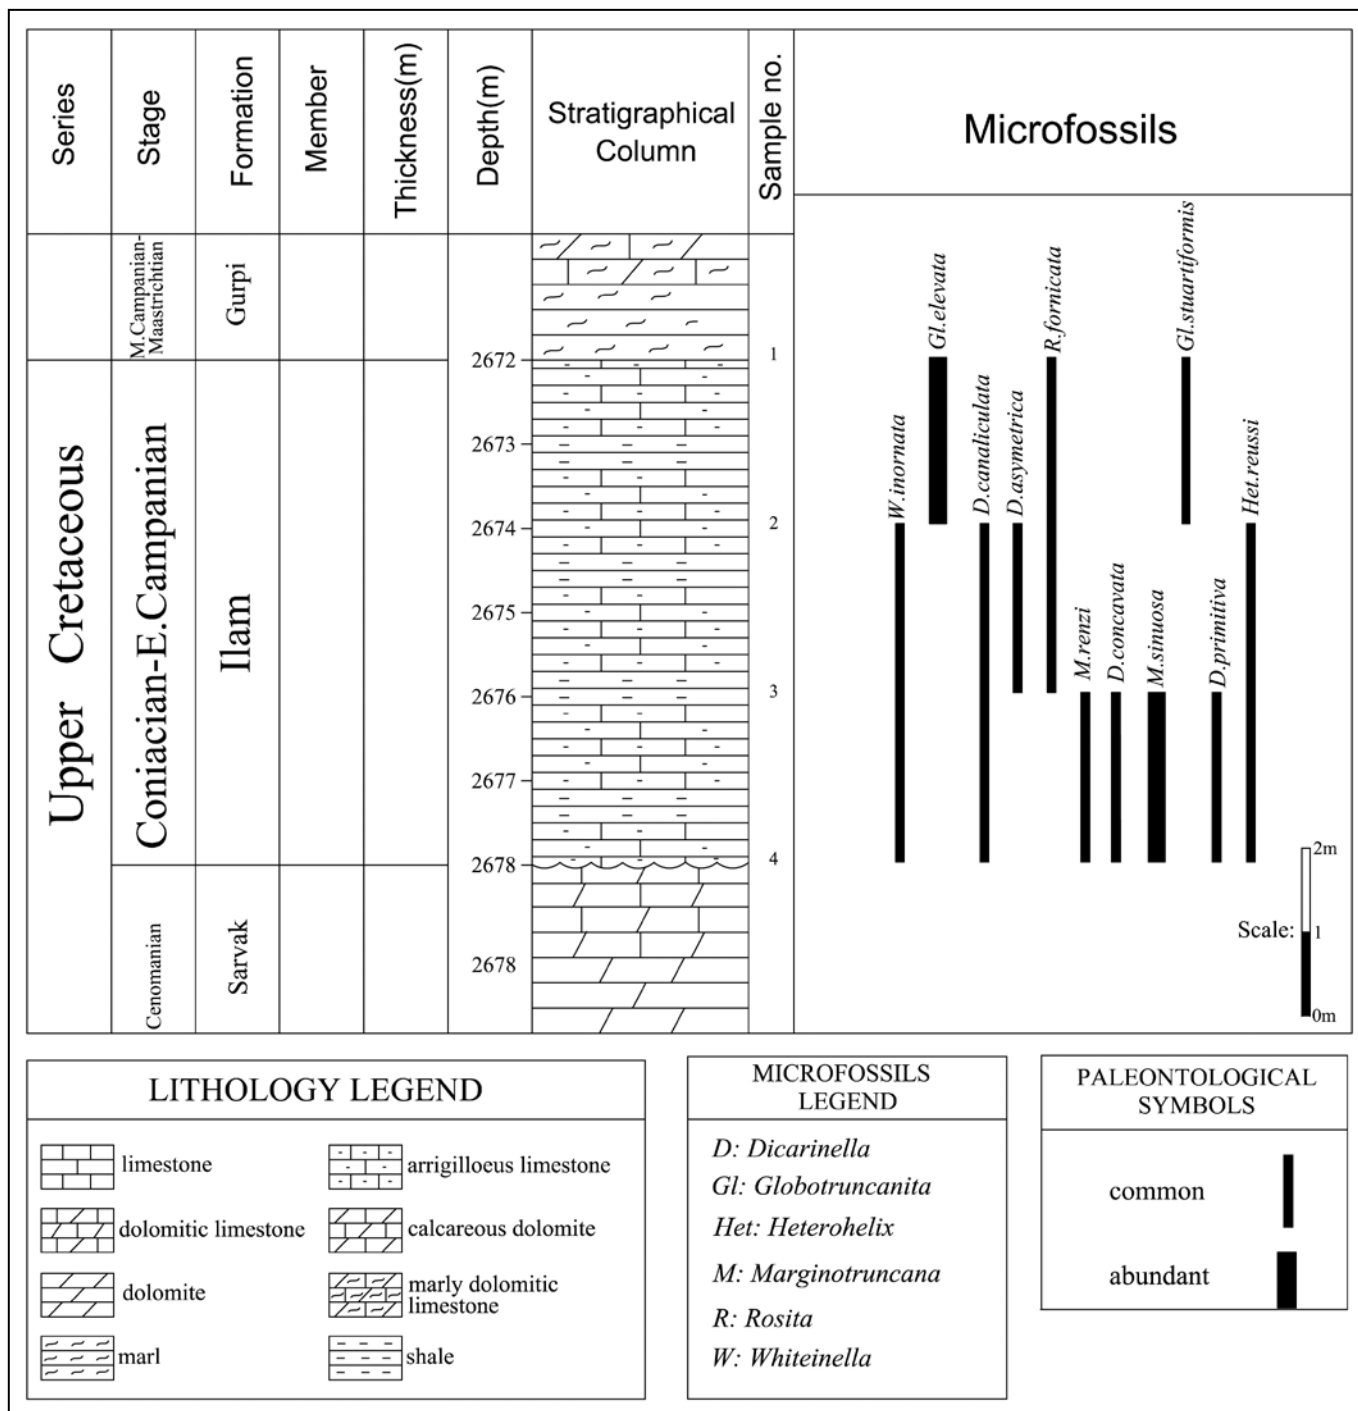 Series
Stage
Formation
Member
Thickness(m)
Depth(m)
Stratigraphical
Column
Sample no.
Microfossils
M.Campanian-
Maastrichtian
Gurpi
Upper Cretaceous
Coniacian-E.Campanian
Ilam
Cenomanian
Sarvak
2672
2673
2674
2675
2676
2677
2678
2678
1
2
3
4
W.inornata
Gl.elevata
D.canaliculata
D.asymetrica
R.fornicata
M.renzi
D.concavata
M.sinuosa
Gl.stuartiformis
D.primitiva
Het.reussi
2m
Scale:
1
0m
LITHOLOGY LEGEND
limestone
arrigilloeus limestone
dolomitic limestone
calcareous dolomite
dolomite
marly dolomitic
limestone
marl
shale
MICROFOSSILS
LEGEND
D: Dicarinella
Gl: Globotruncanita
Het: Heterohelix
M: Marginotruncana
R: Rosita
W: Whiteinella
PALEONTOLOGICAL
SYMBOLS
common
abundant